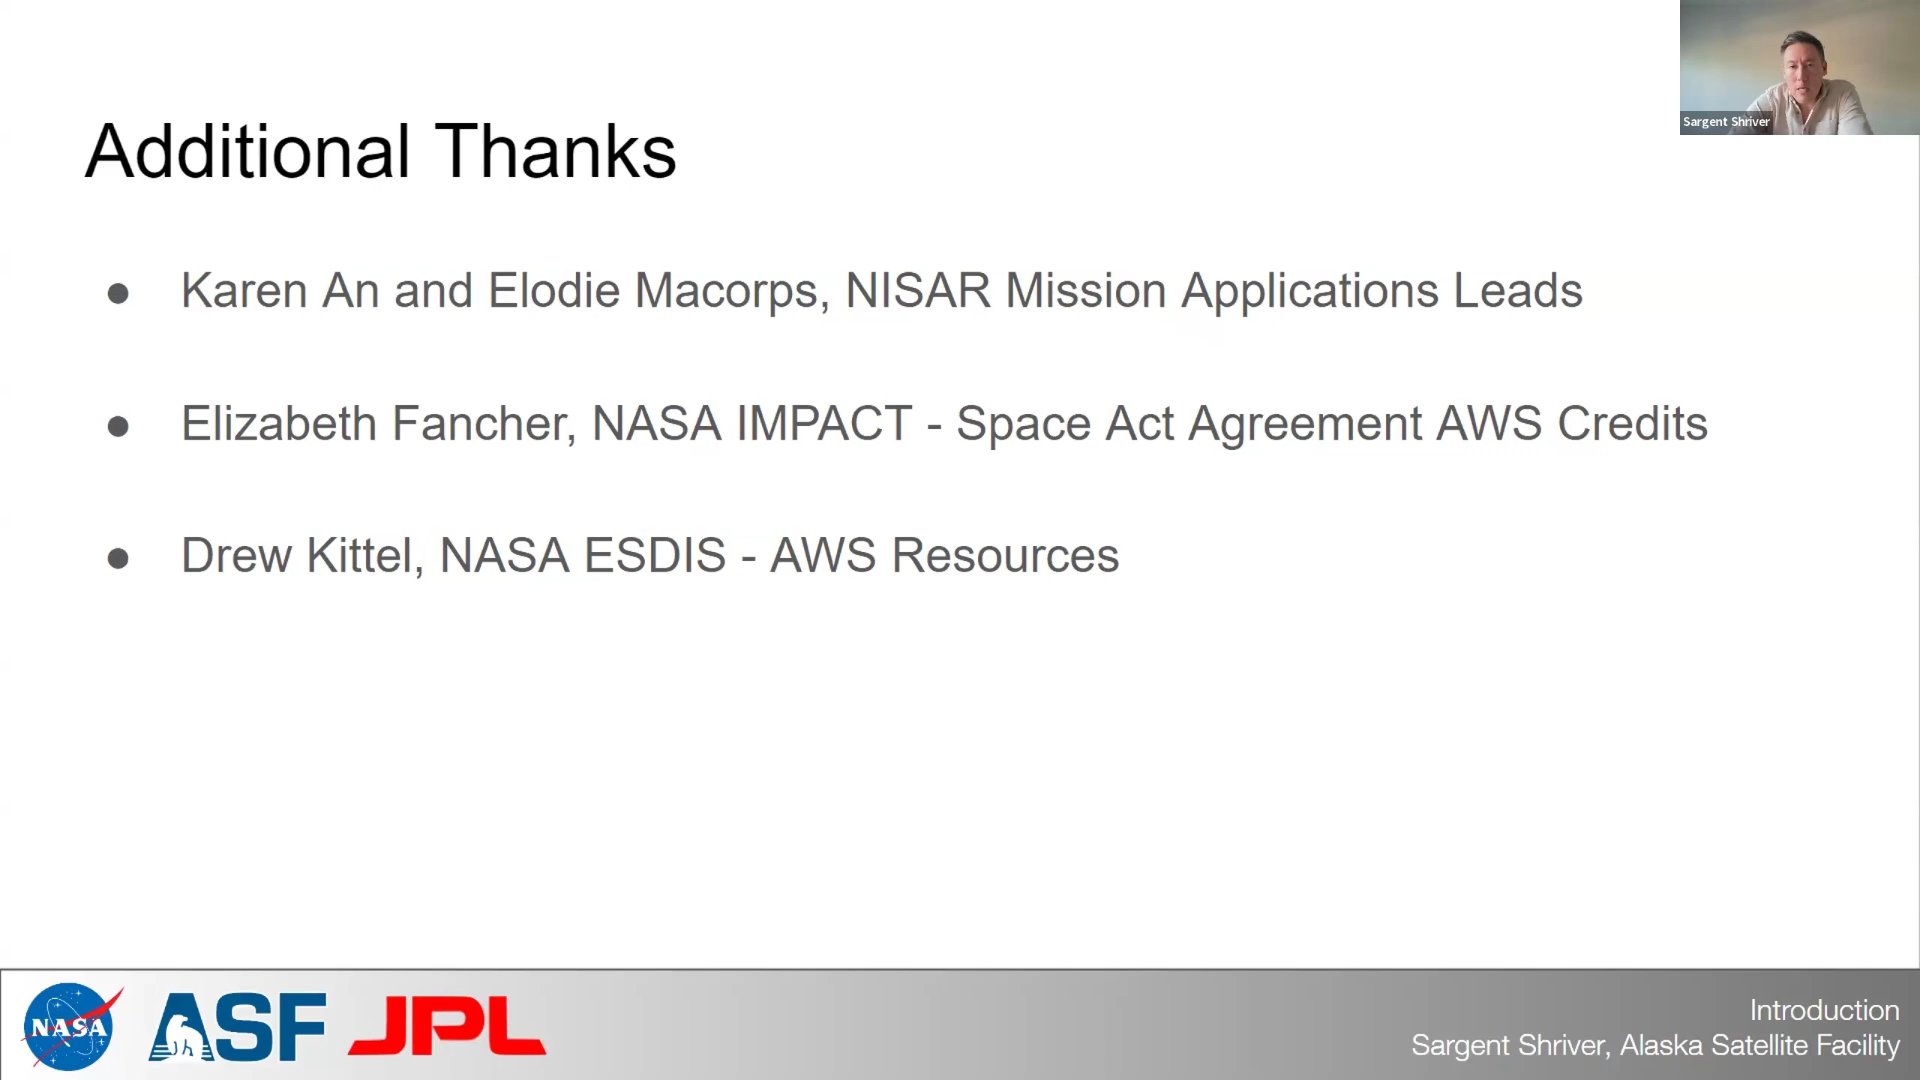 Sargent Shriver
Additional Thanks
● Karen An and Elodie Macorps, NISAR Mission Applications Leads
● Elizabeth Fancher, NASA IMPACT - Space Act Agreement AWS Credits
● Drew Kittel, NASA ESDIS - AWS Resources
NASA
ASF
JPL
Introduction
Sargent Shriver, Alaska Satellite Facility